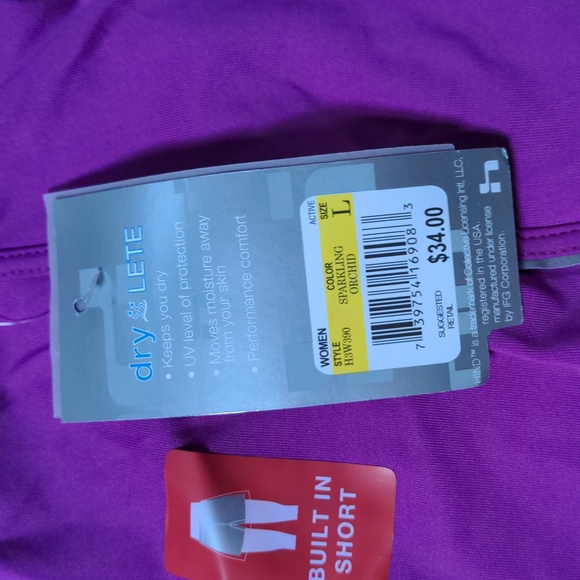 dry LETE
• Keeps you dry
• UV level of protection
• Moves moisture away
from your skin
• Performance comfort
WOMEN
ACTIVE
STYLE
H3W390
COLOR
SPARKLING
ORCHID
SIZE
L
7 39754 16908 3
SUGGESTED
RETAIL
$34.00
HIND™ is a trademark of Collective Licensing Intl, LLC,
registered in the USA.
manufactured under license
by IFG Corporation.
BUILT IN
SHORT